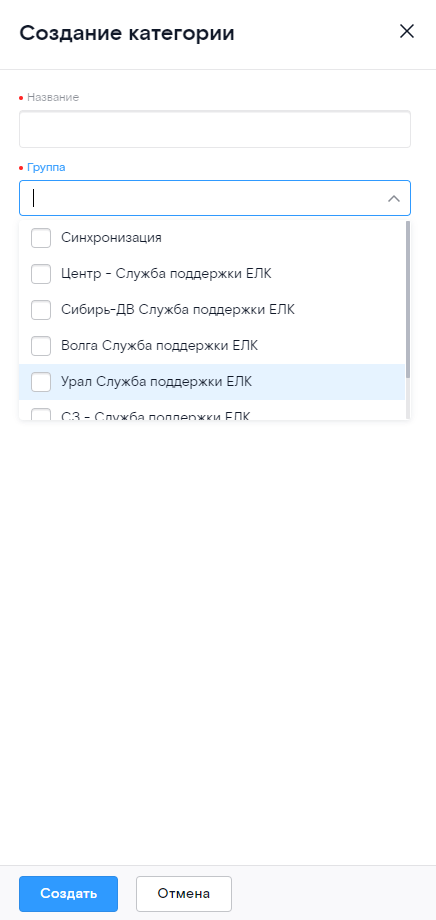 Создание категории
Название
Группа
Синхронизация
Центр - Служба поддержки ЕЛК
Сибирь-ДВ Служба поддержки ЕЛК
Волга Служба поддержки ЕЛК
Урал Служба поддержки ЕЛК
СЗ - Служба поддержки ЕЛК
Создать
Отмена